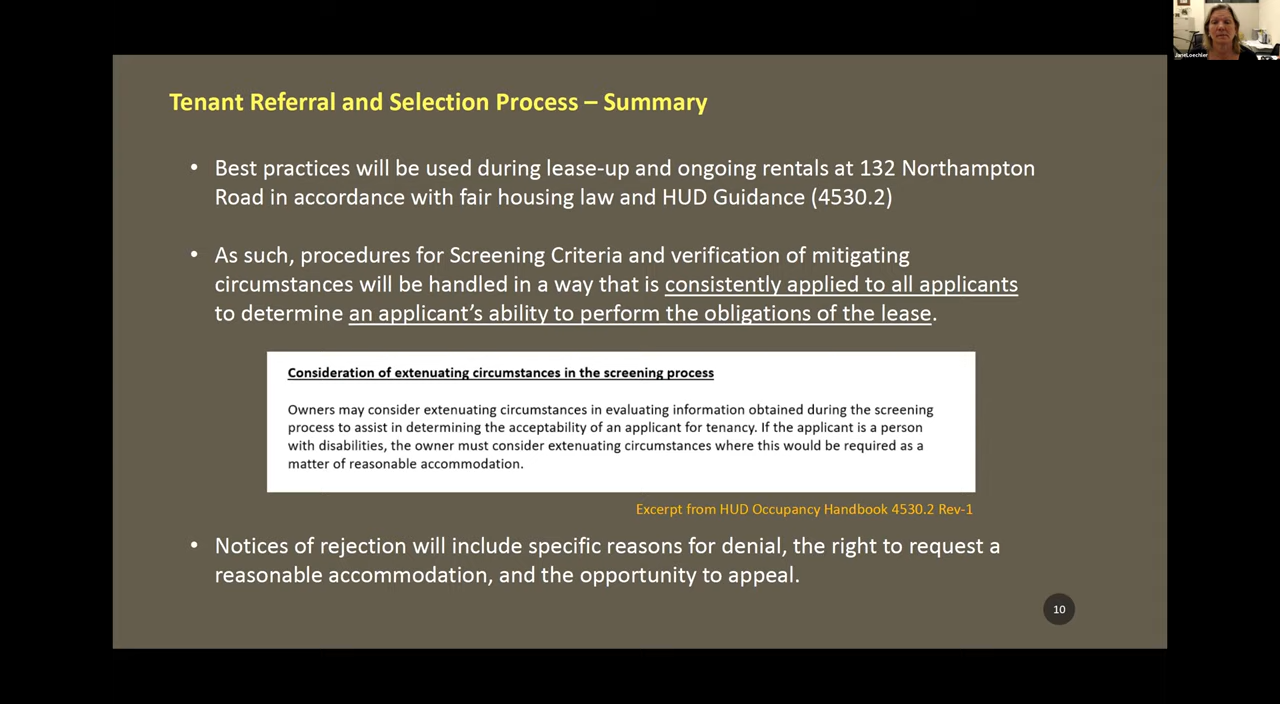 JaneLoechler
Tenant Referral and Selection Process – Summary
• Best practices will be used during lease-up and ongoing rentals at 132 Northampton
Road in accordance with fair housing law and HUD Guidance (4530.2)
• As such, procedures for Screening Criteria and verification of mitigating
circumstances will be handled in a way that is consistently applied to all applicants
to determine an applicant’s ability to perform the obligations of the lease.
Consideration of extenuating circumstances in the screening process
Owners may consider extenuating circumstances in evaluating information obtained during the screening
process to assist in determining the acceptability of an applicant for tenancy. If the applicant is a person
with disabilities, the owner must consider extenuating circumstances where this would be required as a
matter of reasonable accommodation.
Excerpt from HUD Occupancy Handbook 4530.2 Rev-1
• Notices of rejection will include specific reasons for denial, the right to request a
reasonable accommodation, and the opportunity to appeal.
10